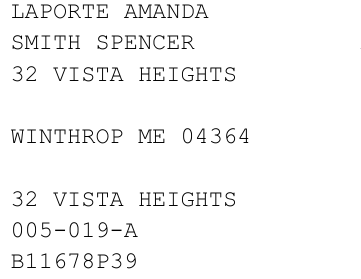 LAPORTE AMANDA
SMITH SPENCER
32 VISTA HEIGHTS
WINTHROP ME 04364
32 VISTA HEIGHTS
005-019-A
B11678P39